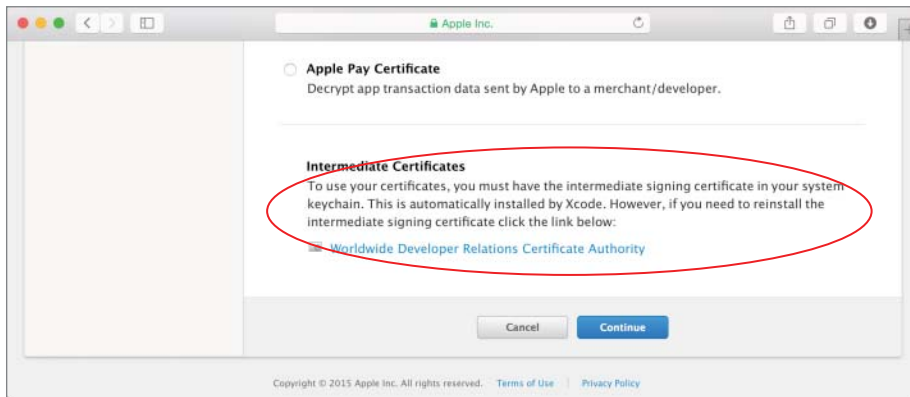 Apple Inc.
Apple Pay Certificate
Decrypt app transaction data sent by Apple to a merchant/developer.
Intermediate Certificates
To use your certificates, you must have the intermediate signing certificate in your system
keychain. This is automatically installed by Xcode. However, if you need to reinstall the
intermediate signing certificate click the link below:
Worldwide Developer Relations Certificate Authority
Cancel Continue
Copyright © 2015 Apple Inc. All rights reserved. Terms of Use | Privacy Policy